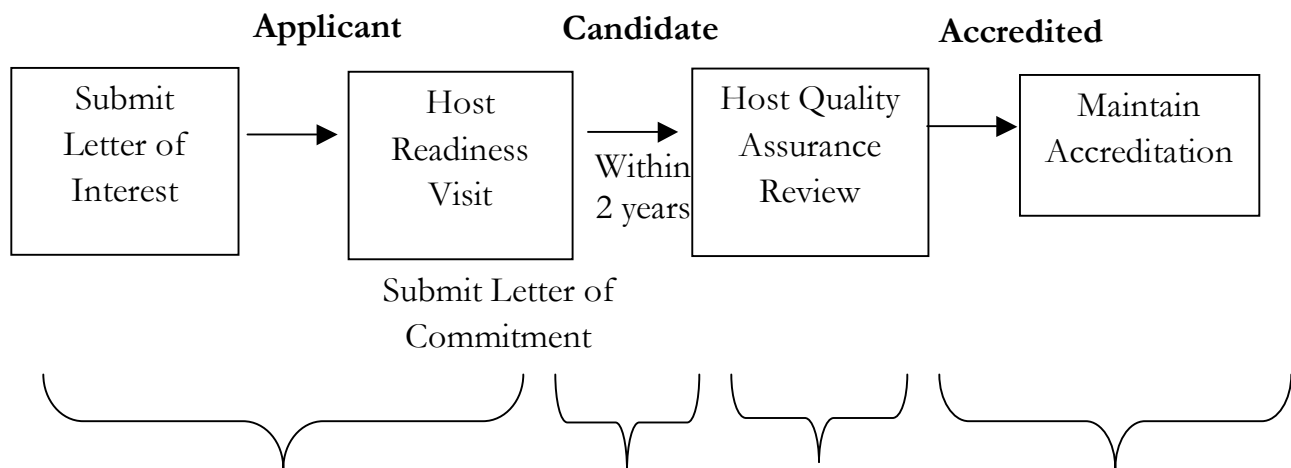 Applicant
Candidate
Accredited
Submit
Letter of
Interest
Host
Readiness
Visit
Within
2 years
Host Quality
Assurance
Review
Maintain
Accreditation
Submit Letter of
Commitment